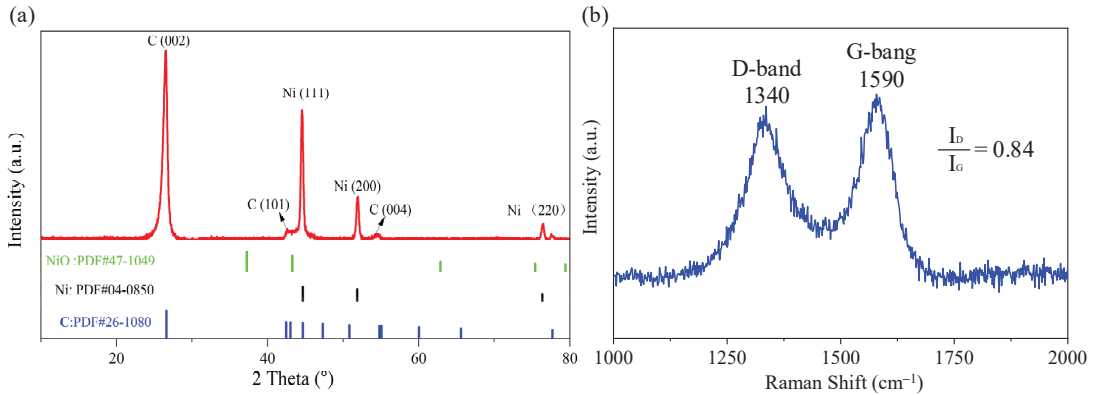 (a)
C (002)
Ni (111)
C (101)
Ni (200)
C (004)
Ni （220）
Intensity (a.u.)
NiO :PDF#47-1049
Ni: PDF#04-0850
C:PDF#26-1080
20 40 60 80
2 Theta (°)
(b)
D-band
1340
G-bang
1590
I_D
I_G
= 0.84
Intensity (a.u.)
1000 1250 1500 1750 2000
Raman Shift (cm⁻¹)